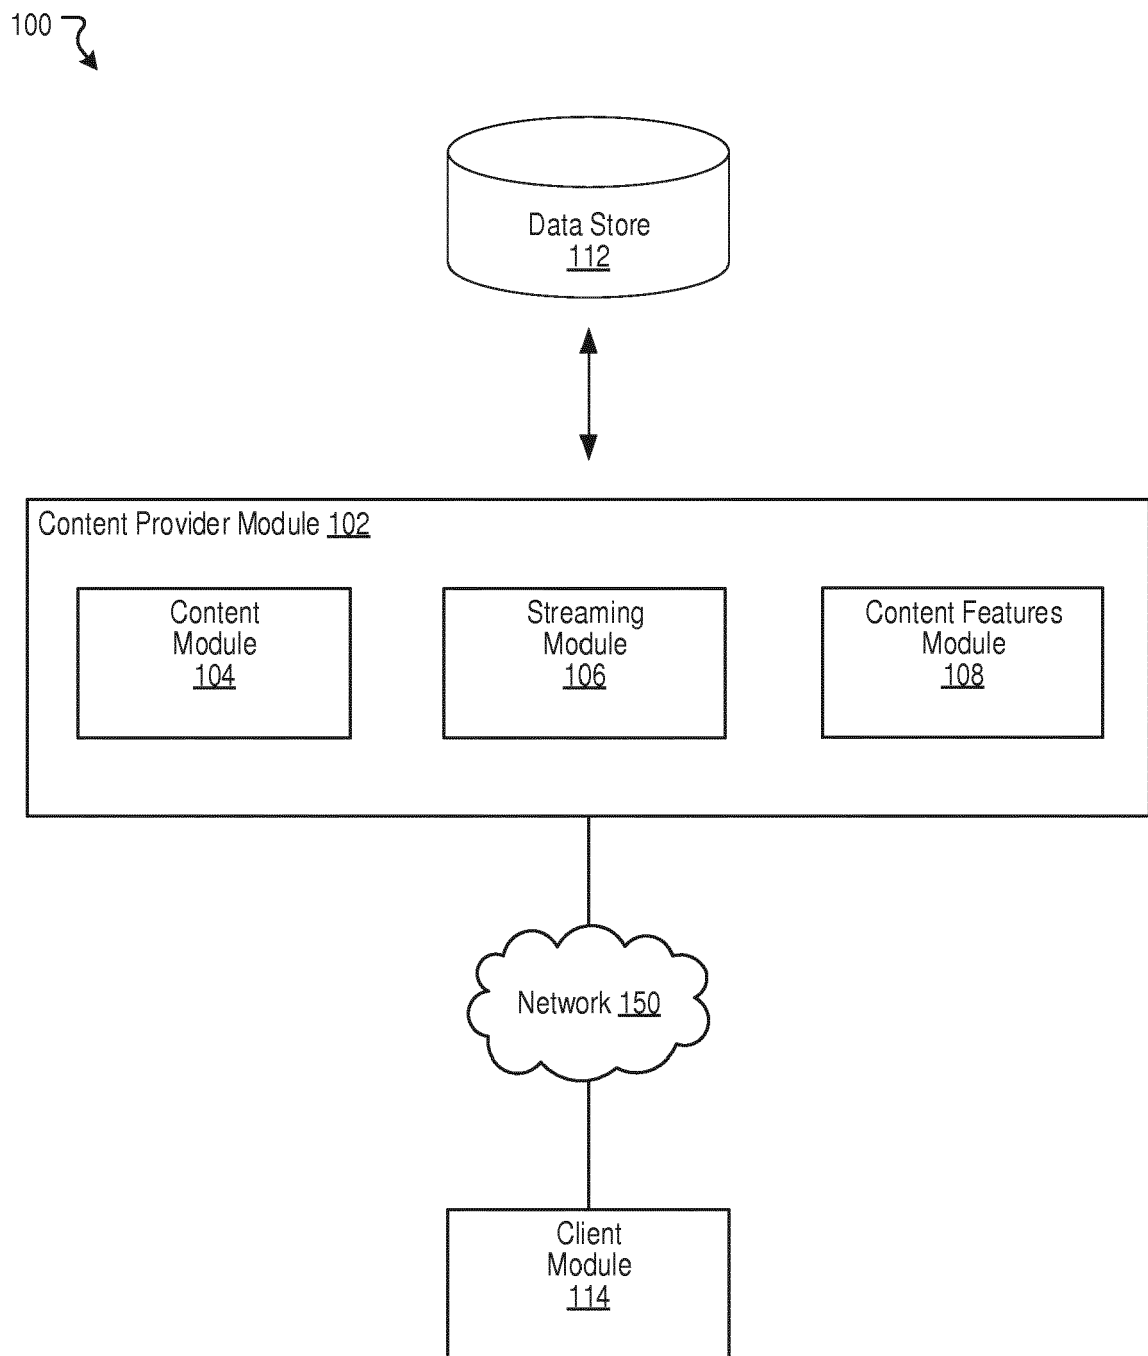 100
Data Store
112
Content Provider Module 102
Content
Module
104
Streaming
Module
106
Content Features
Module
108
Network 150
Client
Module
114